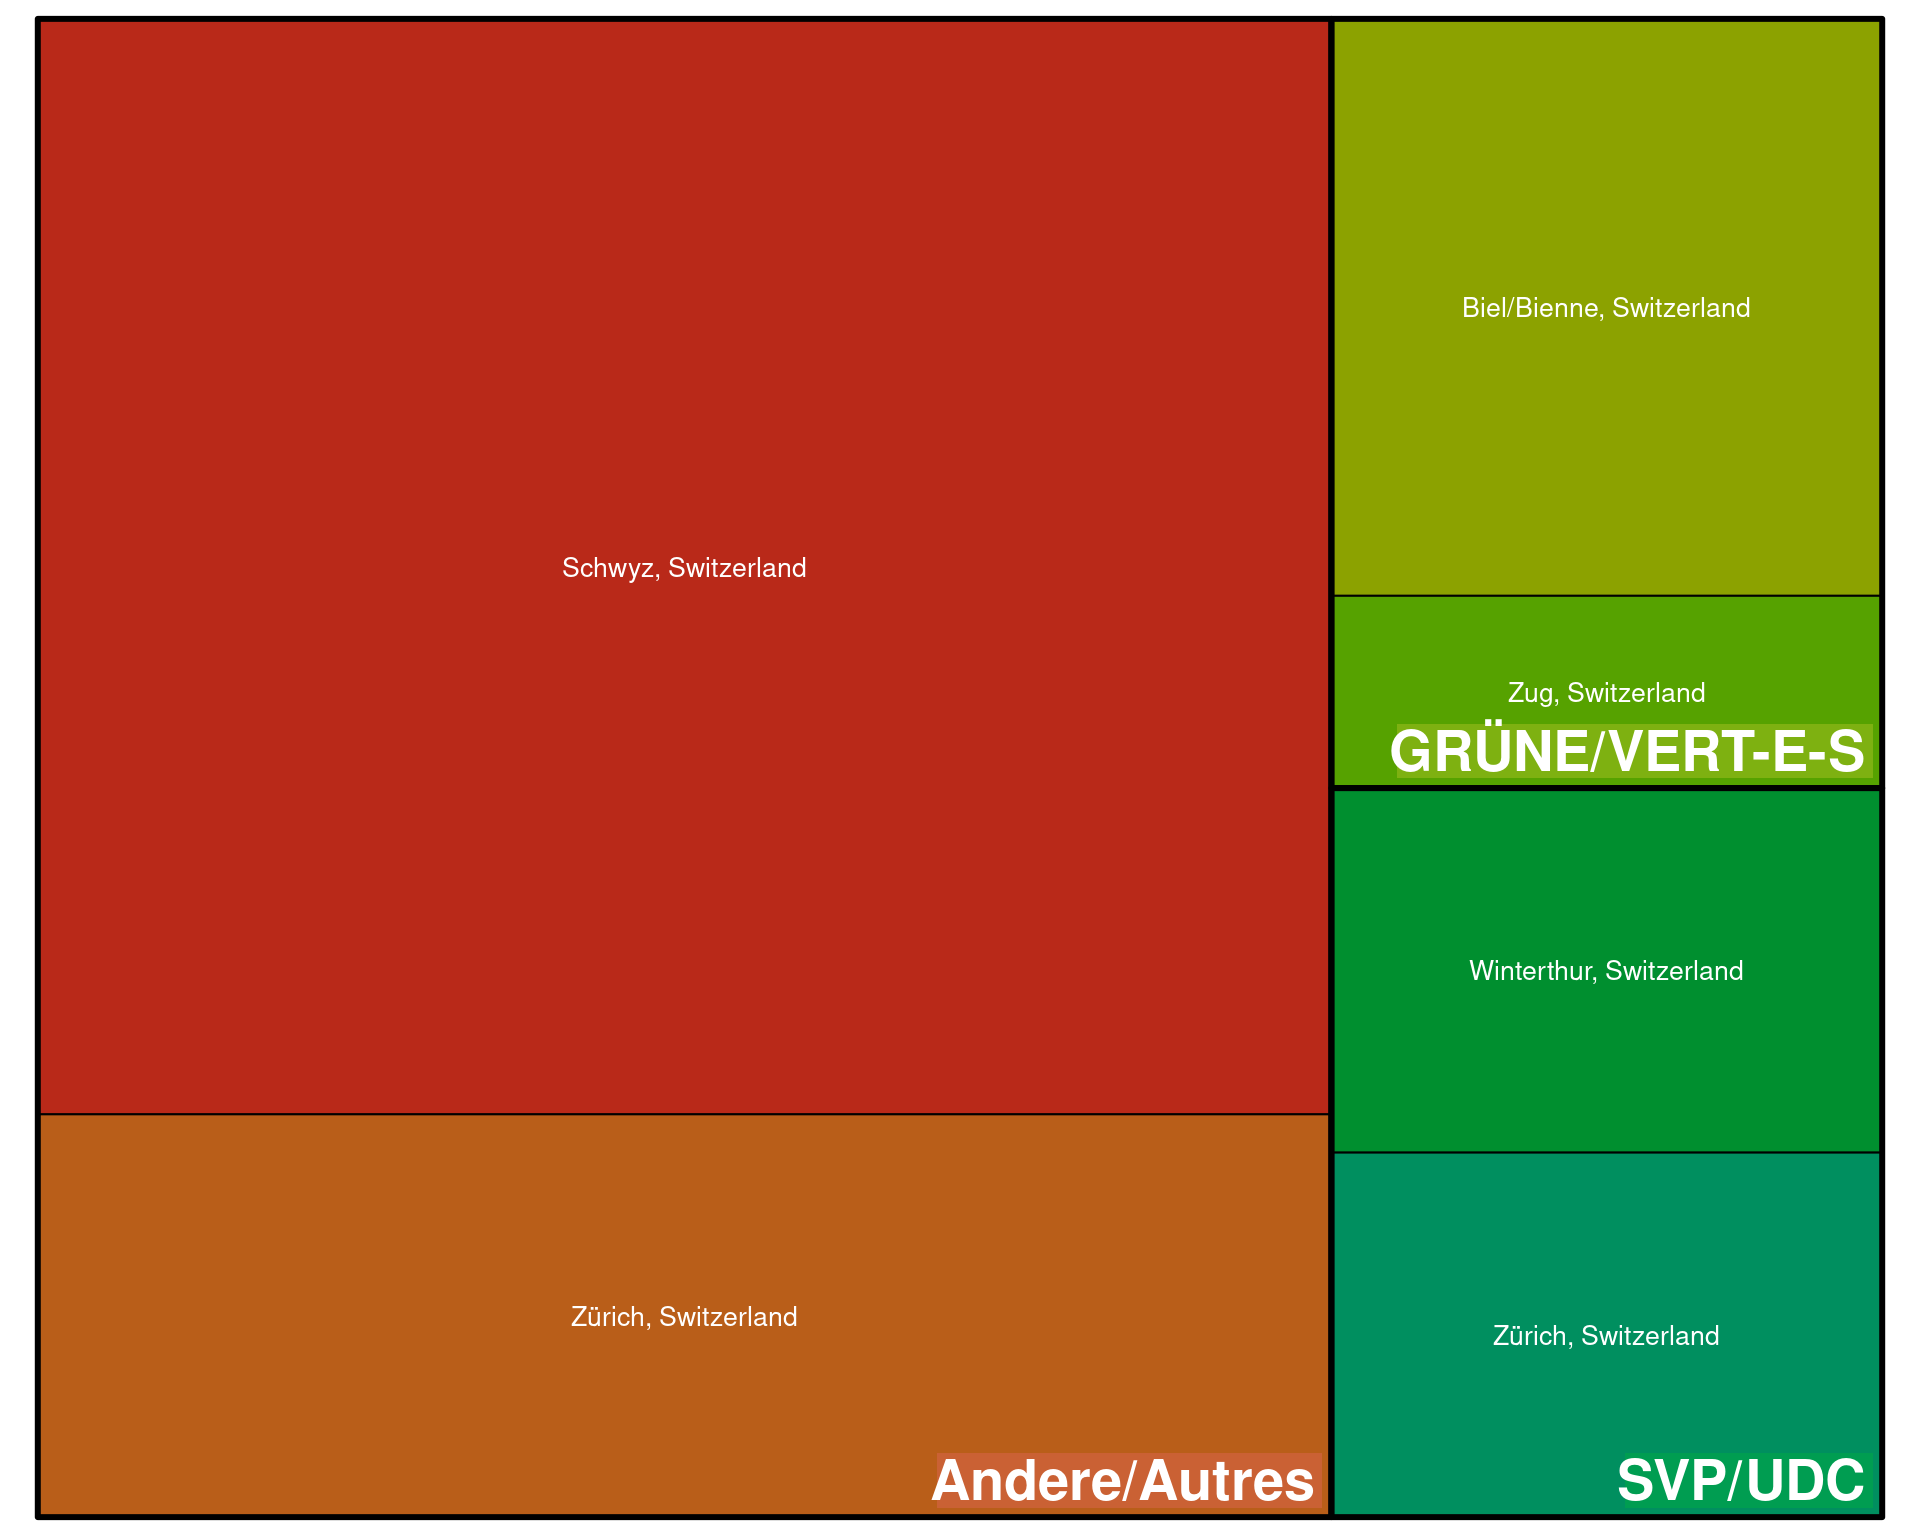 Schwyz, Switzerland
Zürich, Switzerland
Andere/Autres
Biel/Bienne, Switzerland
Zug, Switzerland
GRÜNE/VERT-E-S
Winterthur, Switzerland
Zürich, Switzerland
SVP/UDC